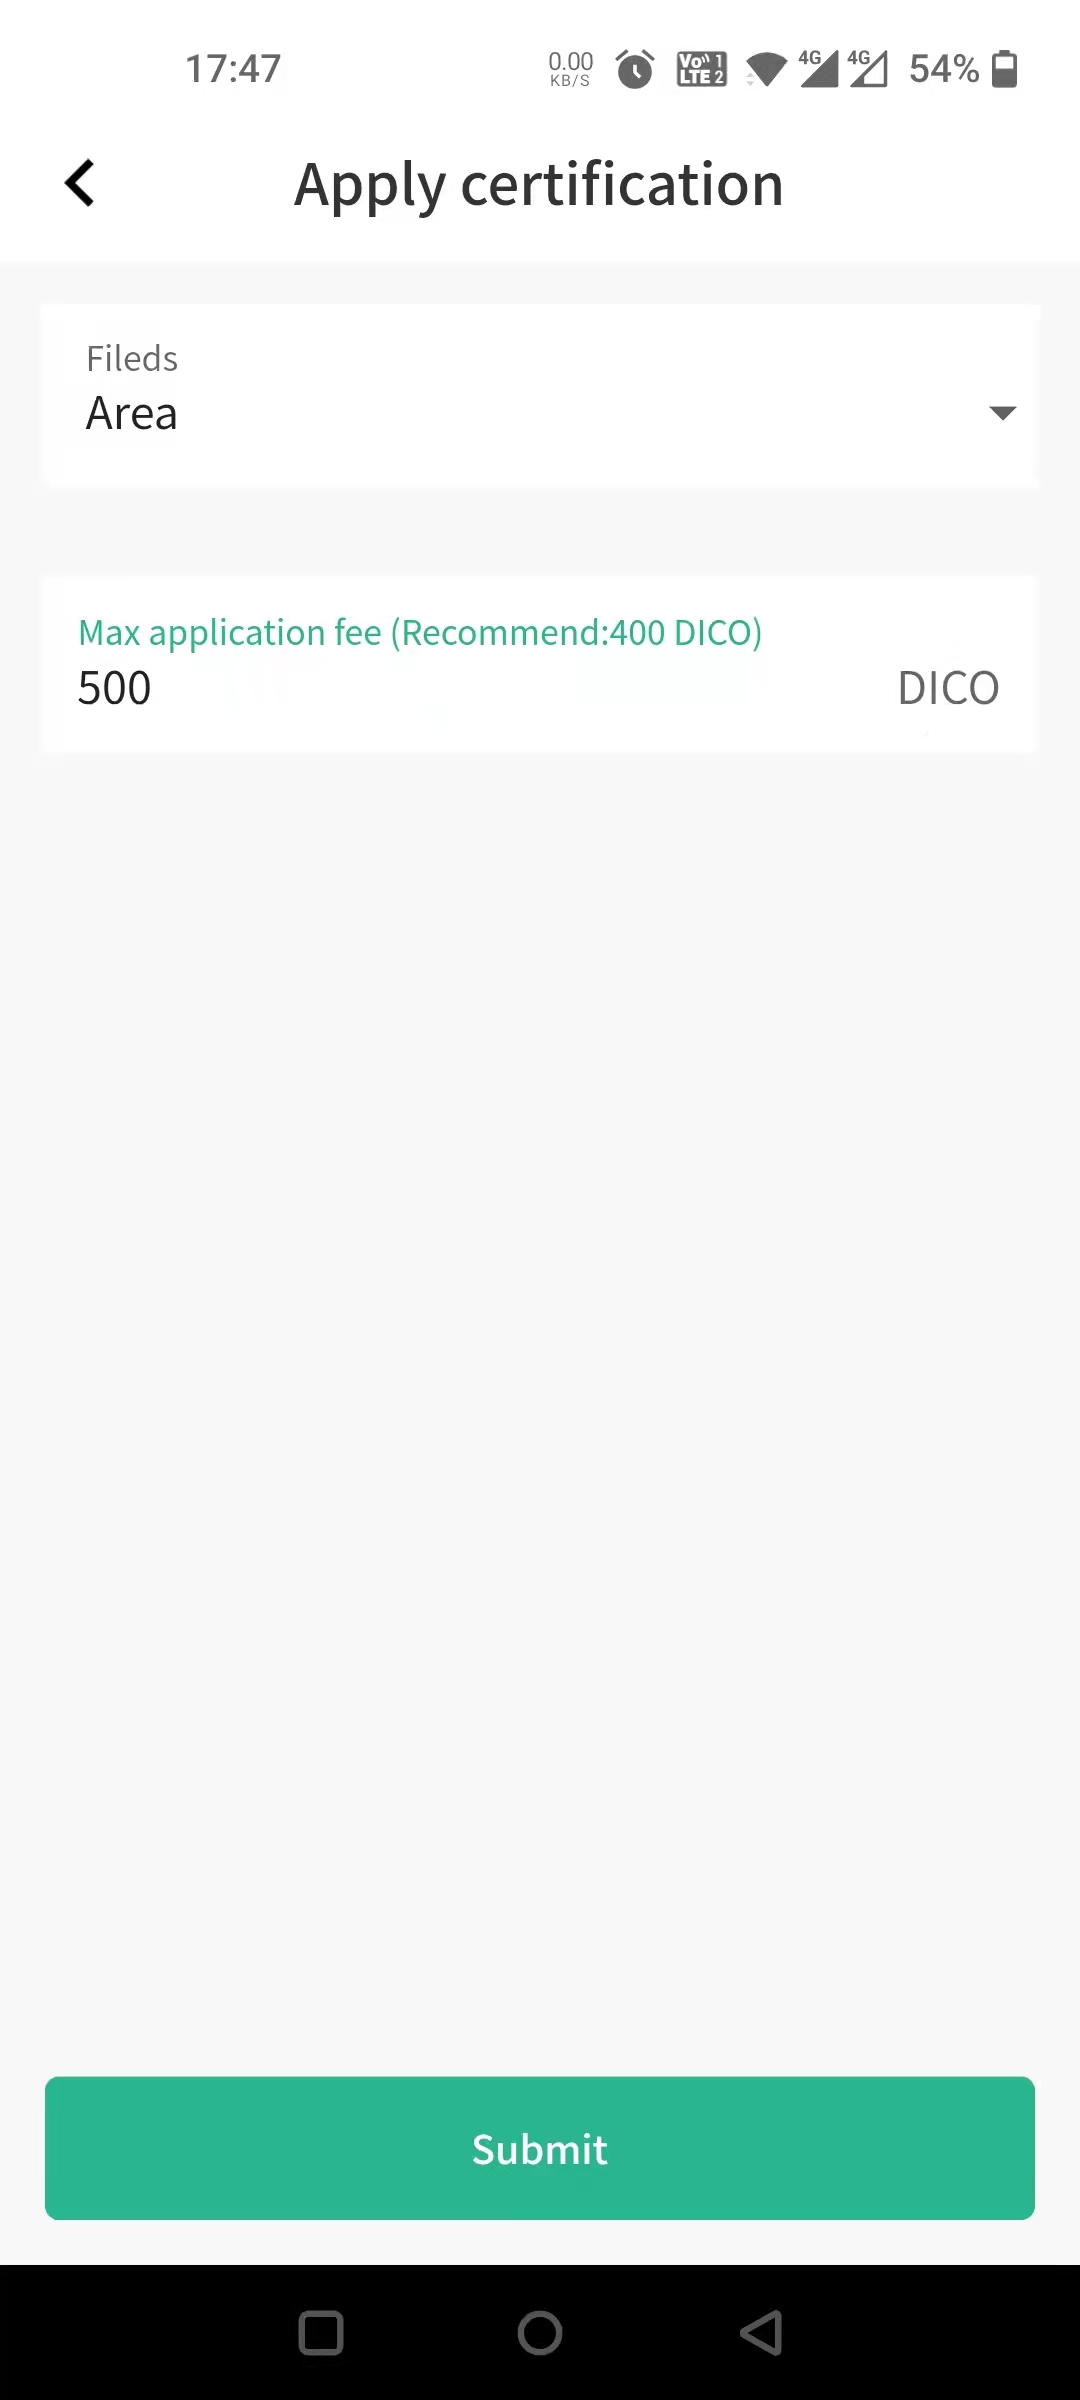 17:47
0.00
KB/S
Vo 1
LTE 2
4G
4G
54%
Apply certification
Fileds
Area
Max application fee (Recommend:400 DICO)
500 DICO
Submit